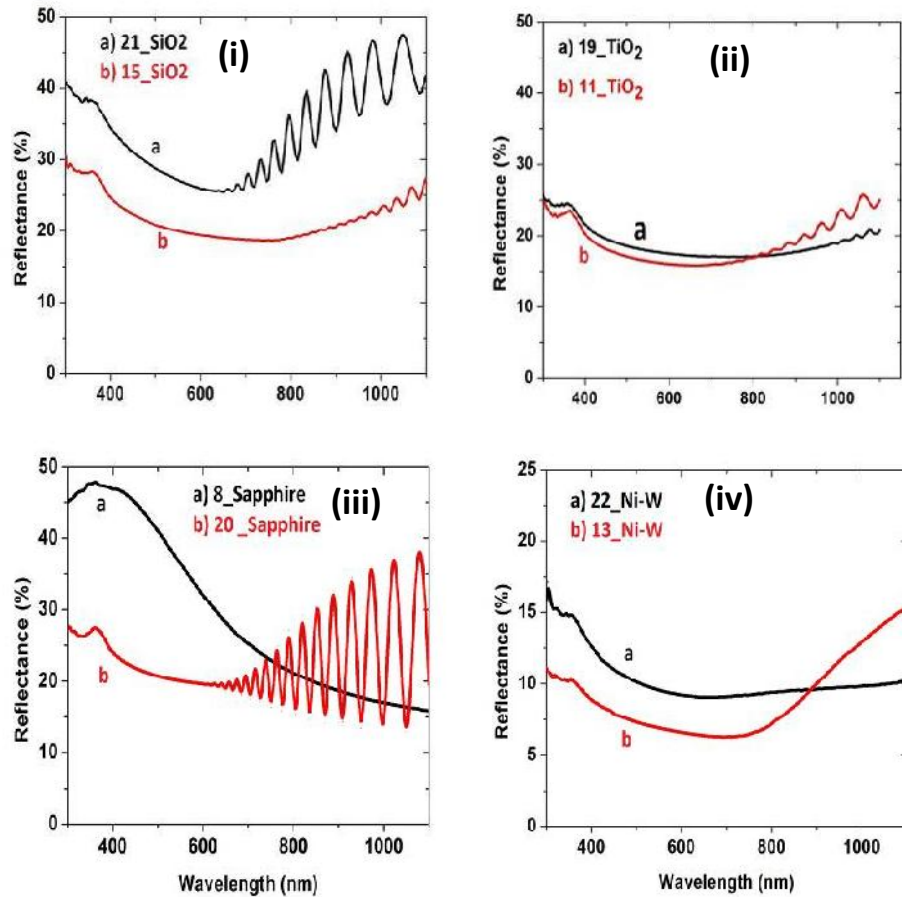 50
40
30
20
10
0
Reflectance (%)
a) 21_SiO2
b) 15_SiO2
(i)
a
b
400
600
800
1000
50
40
30
20
10
0
Reflectance (%)
a) 19_TiO2
b) 11_TiO2
(ii)
a
b
400
600
800
1000
50
40
30
20
10
0
Reflectance (%)
a) 8_Sapphire
b) 20 _Sapphire
(iii)
a
b
400
600
800
1000
Wavelength (nm)
25
20
15
10
5
0
Reflectance (%)
a) 22_Ni-W
b) 13_Ni-W
(iv)
a
b
400
600
800
1000
Wavelength (nm)